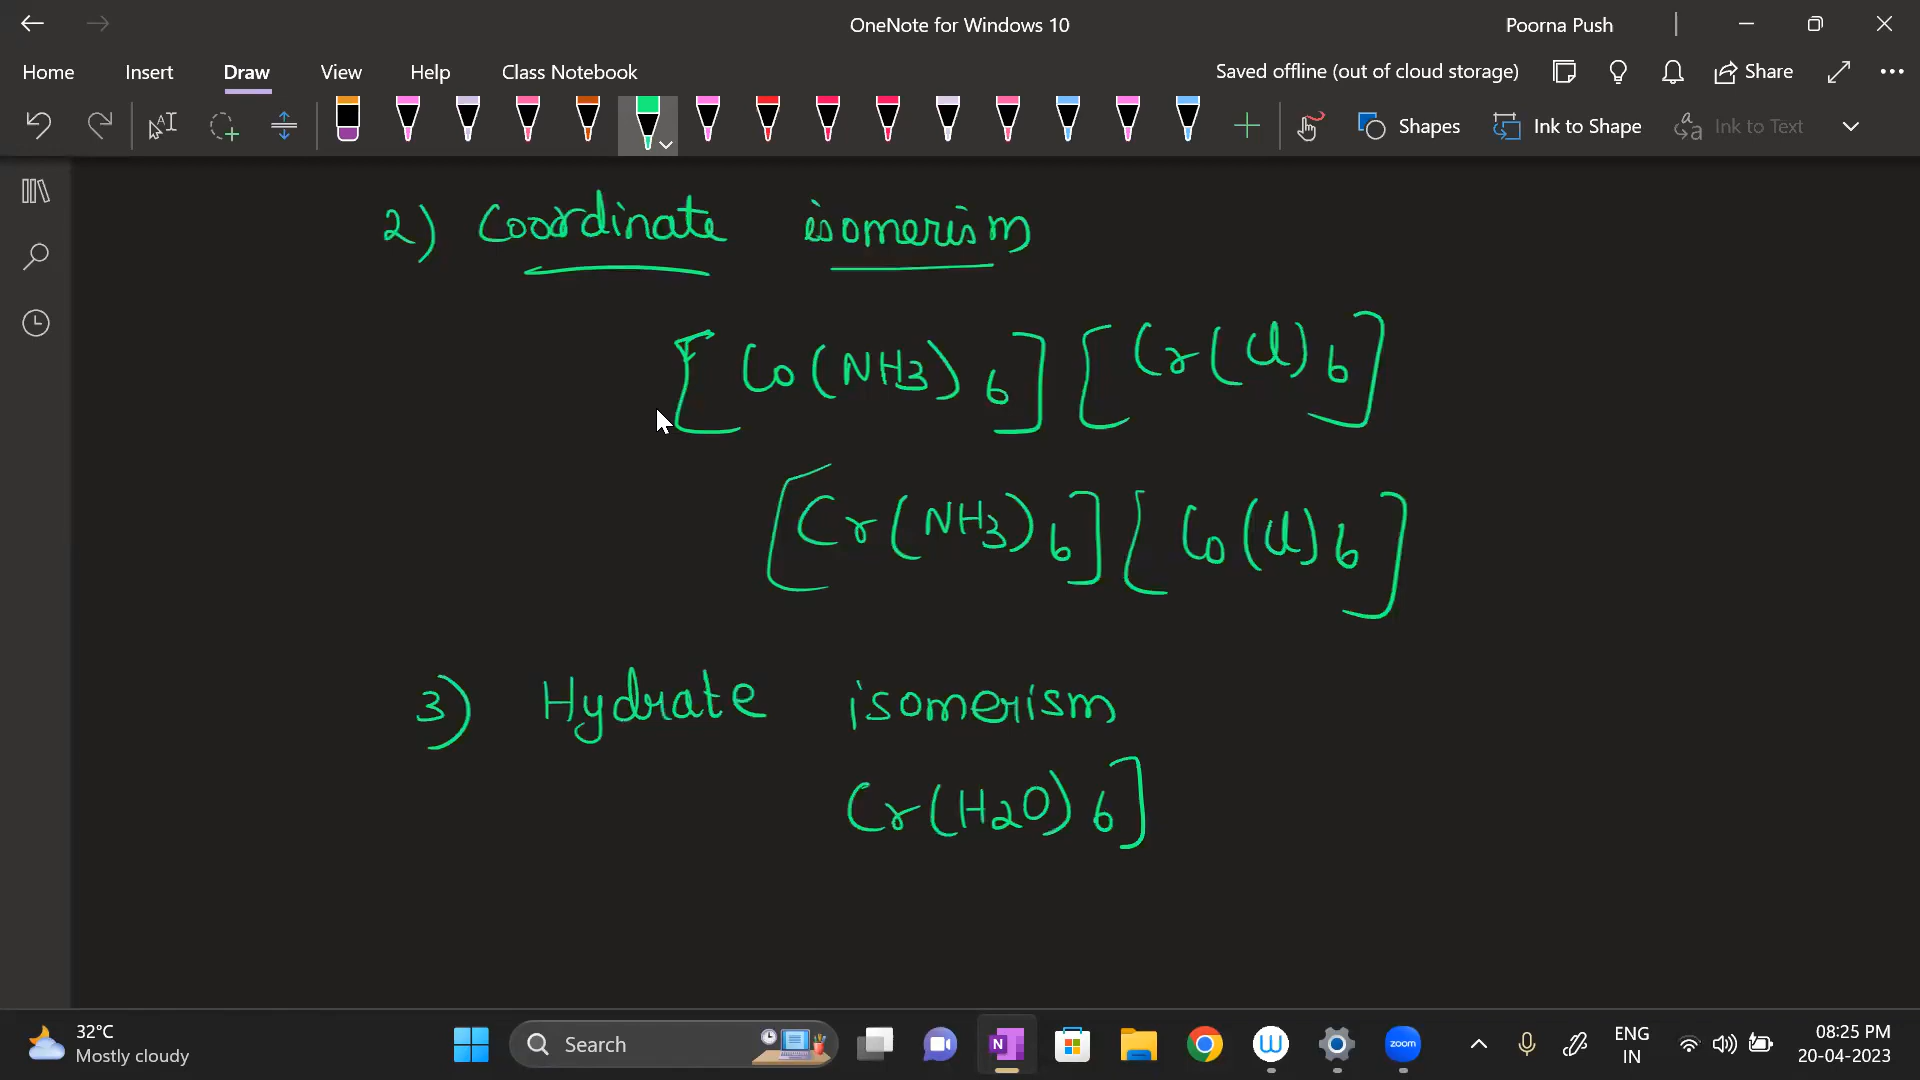 OneNote for Windows 10
Poorna Push
Home Insert Draw View Help Class Notebook
Saved offline (out of cloud storage) Share
Shapes Ink to Shape Ink to Text
2) Coordinate isomerism
[Co(NH3)6][Cr(Cl)6]
[Cr(NH3)6][Co(Cl)6]
3) Hydrate isomerism
Cr(H2O)6]
32°C
Mostly cloudy
Search
zoom
ENG
IN
08:25 PM
20-04-2023